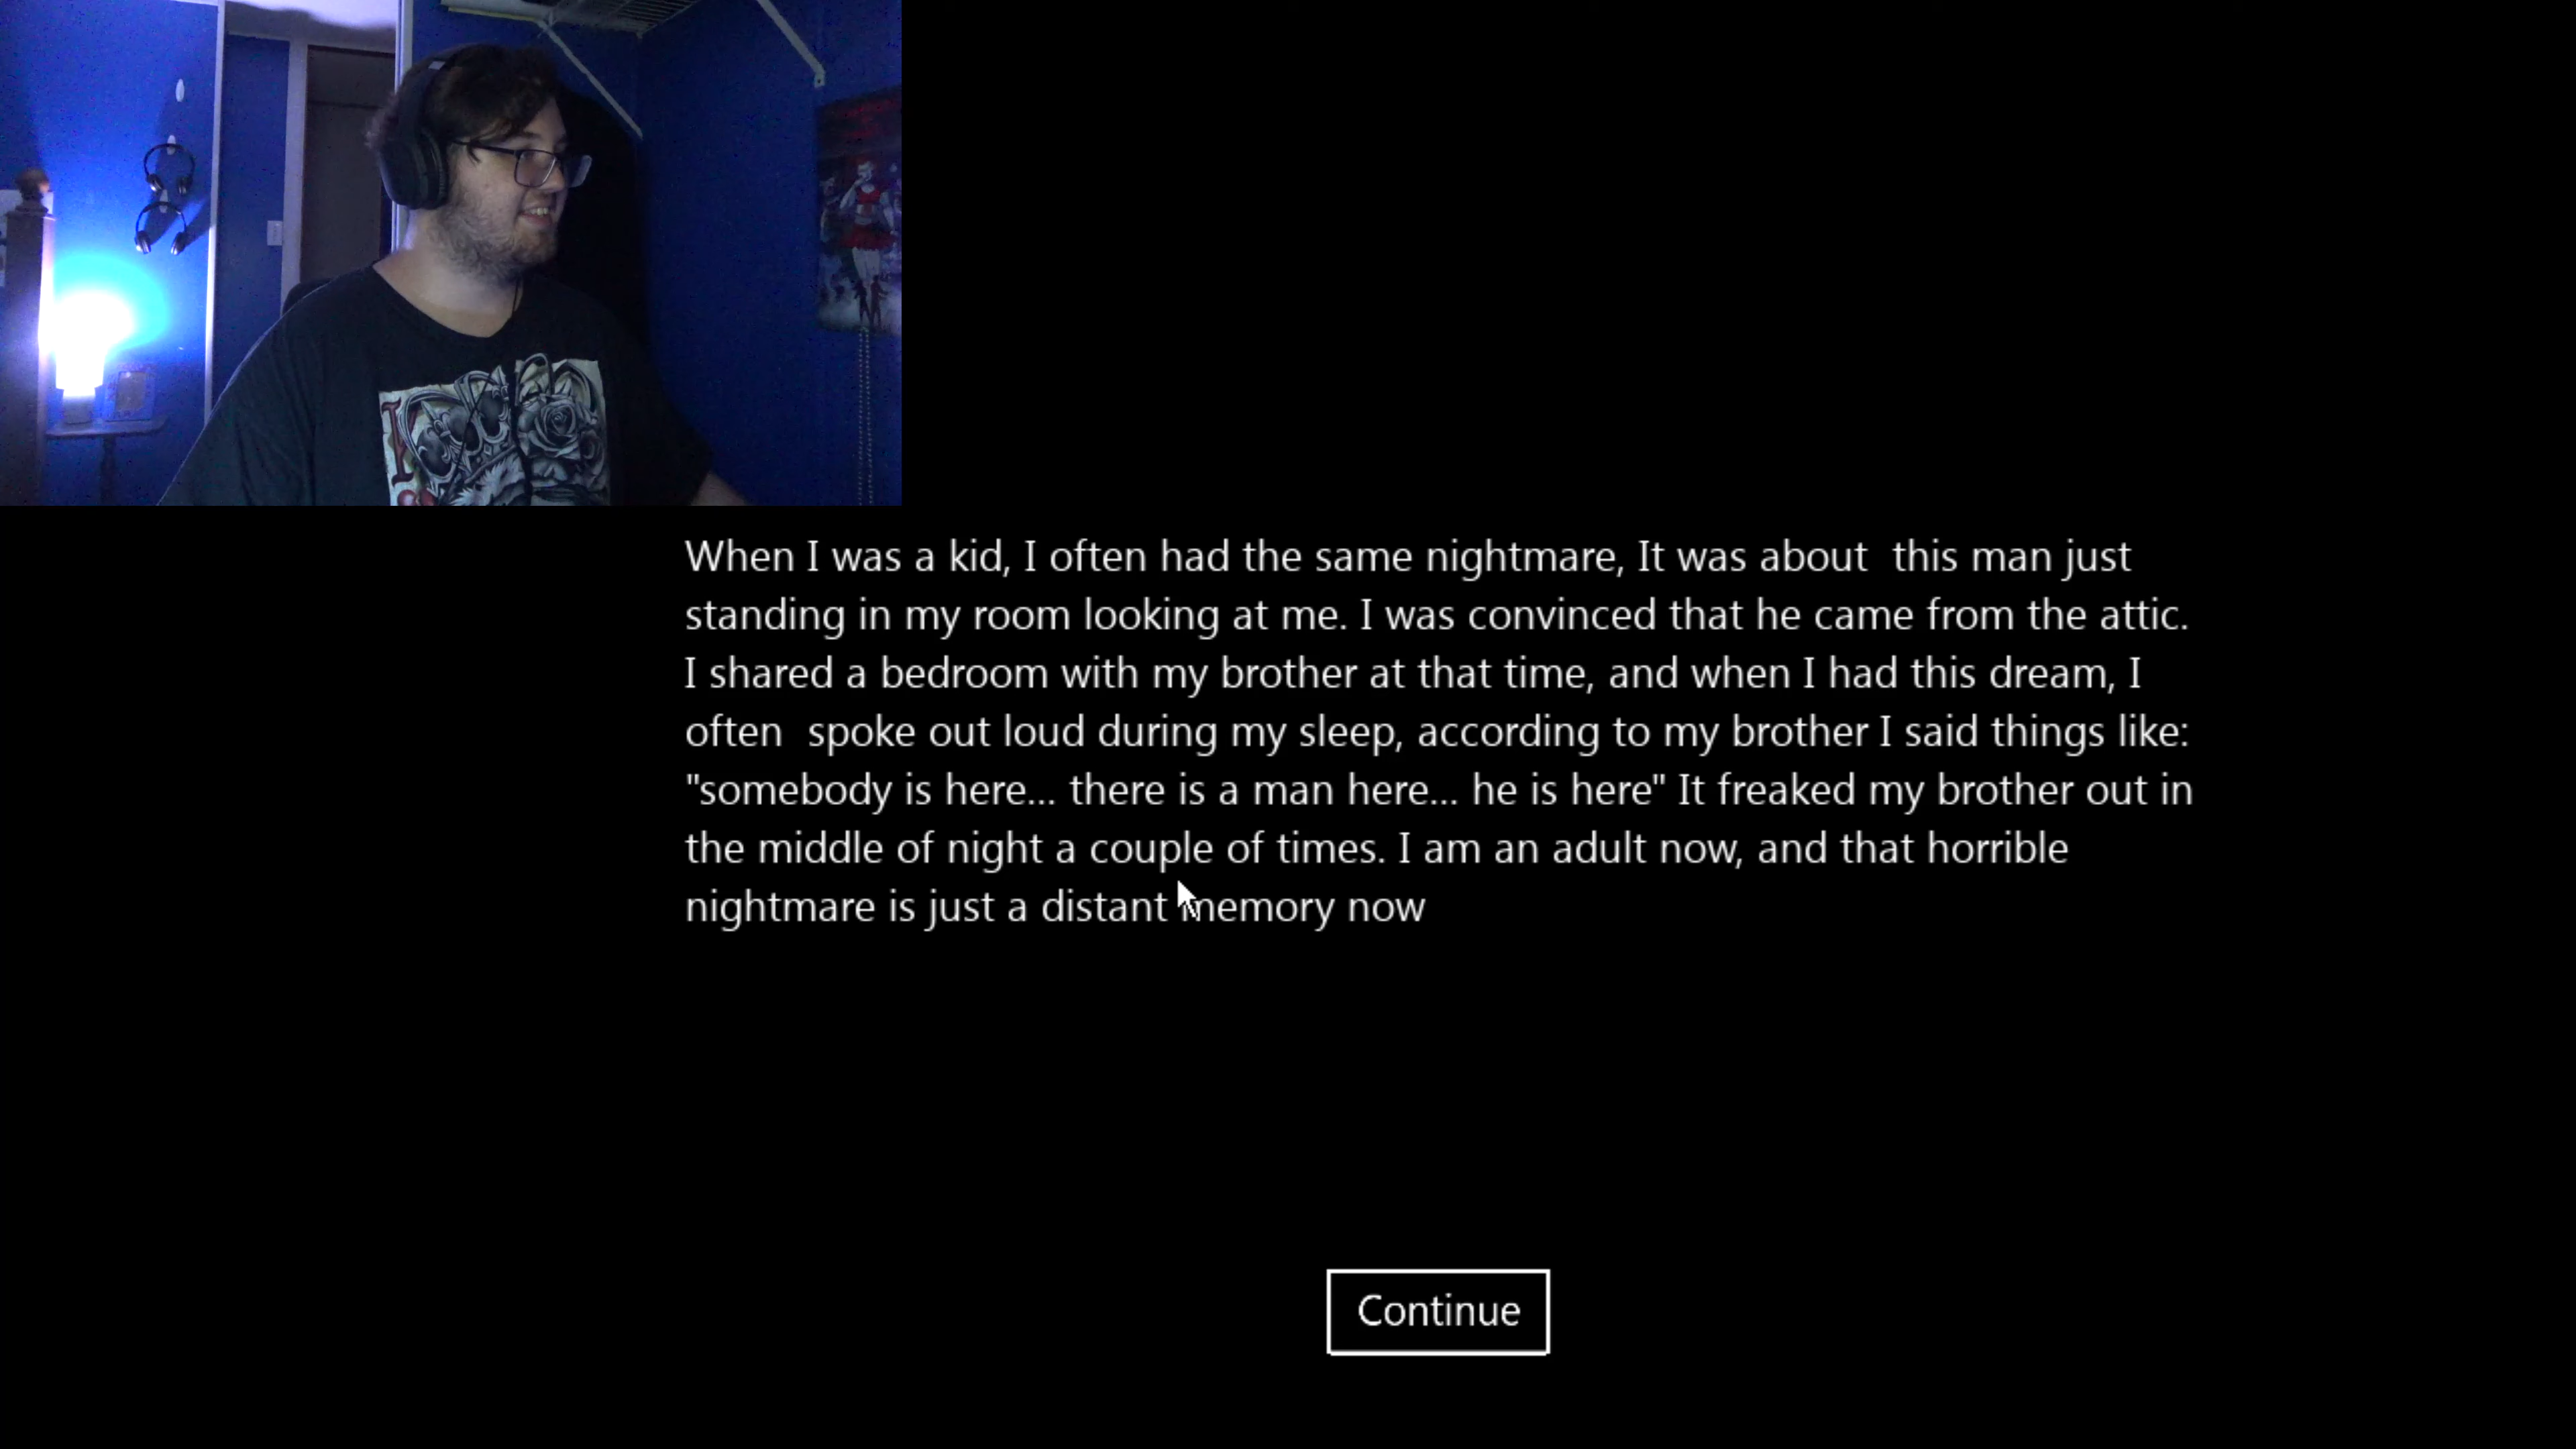 When I was a kid, I often had the same nightmare, It was about  this man just
standing in my room looking at me. I was convinced that he came from the attic.
I shared a bedroom with my brother at that time, and when I had this dream, I
often  spoke out loud during my sleep, according to my brother I said things like:
"somebody is here... there is a man here... he is here" It freaked my brother out in
the middle of night a couple of times. I am an adult now, and that horrible
nightmare is just a distant memory now
Continue